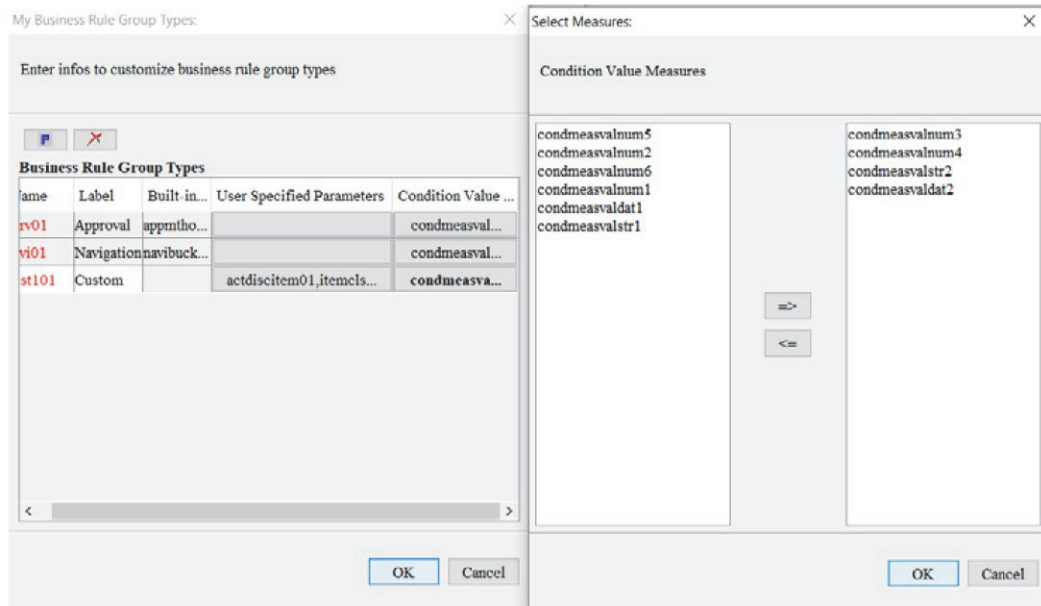 My Business Rule Group Types:
Enter infos to customize business rule group types
P
Business Rule Group Types
ame Label Built-in... User Specified Parameters Condition Value ...
rv01 Approval appmtho... condmeasval...
vi01 Navigation navibuck... condmeasval...
st101 Custom actdiscitem01,itemcls... condmeasva...
OK Cancel
Select Measures:
Condition Value Measures
condmeasvalnum5
condmeasvalnum2
condmeasvalnum6
condmeasvalnum1
condmeasvaldat1
condmeasvalstr1
=>
<=
condmeasvalnum3
condmeasvalnum4
condmeasvalstr2
condmeasvaldat2
OK Cancel